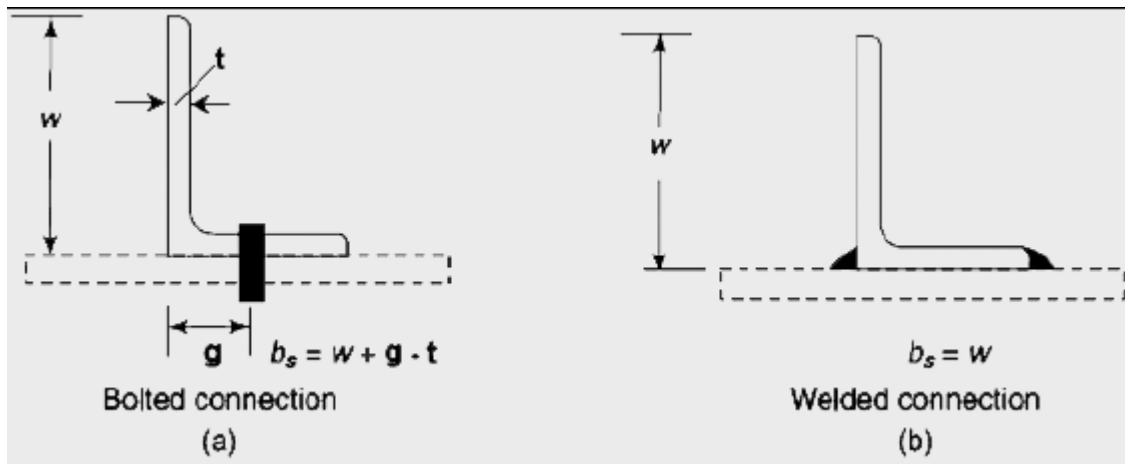 w
t
g
b_s = w + g - t
Bolted connection
(a)
w
b_s = w
Welded connection
(b)